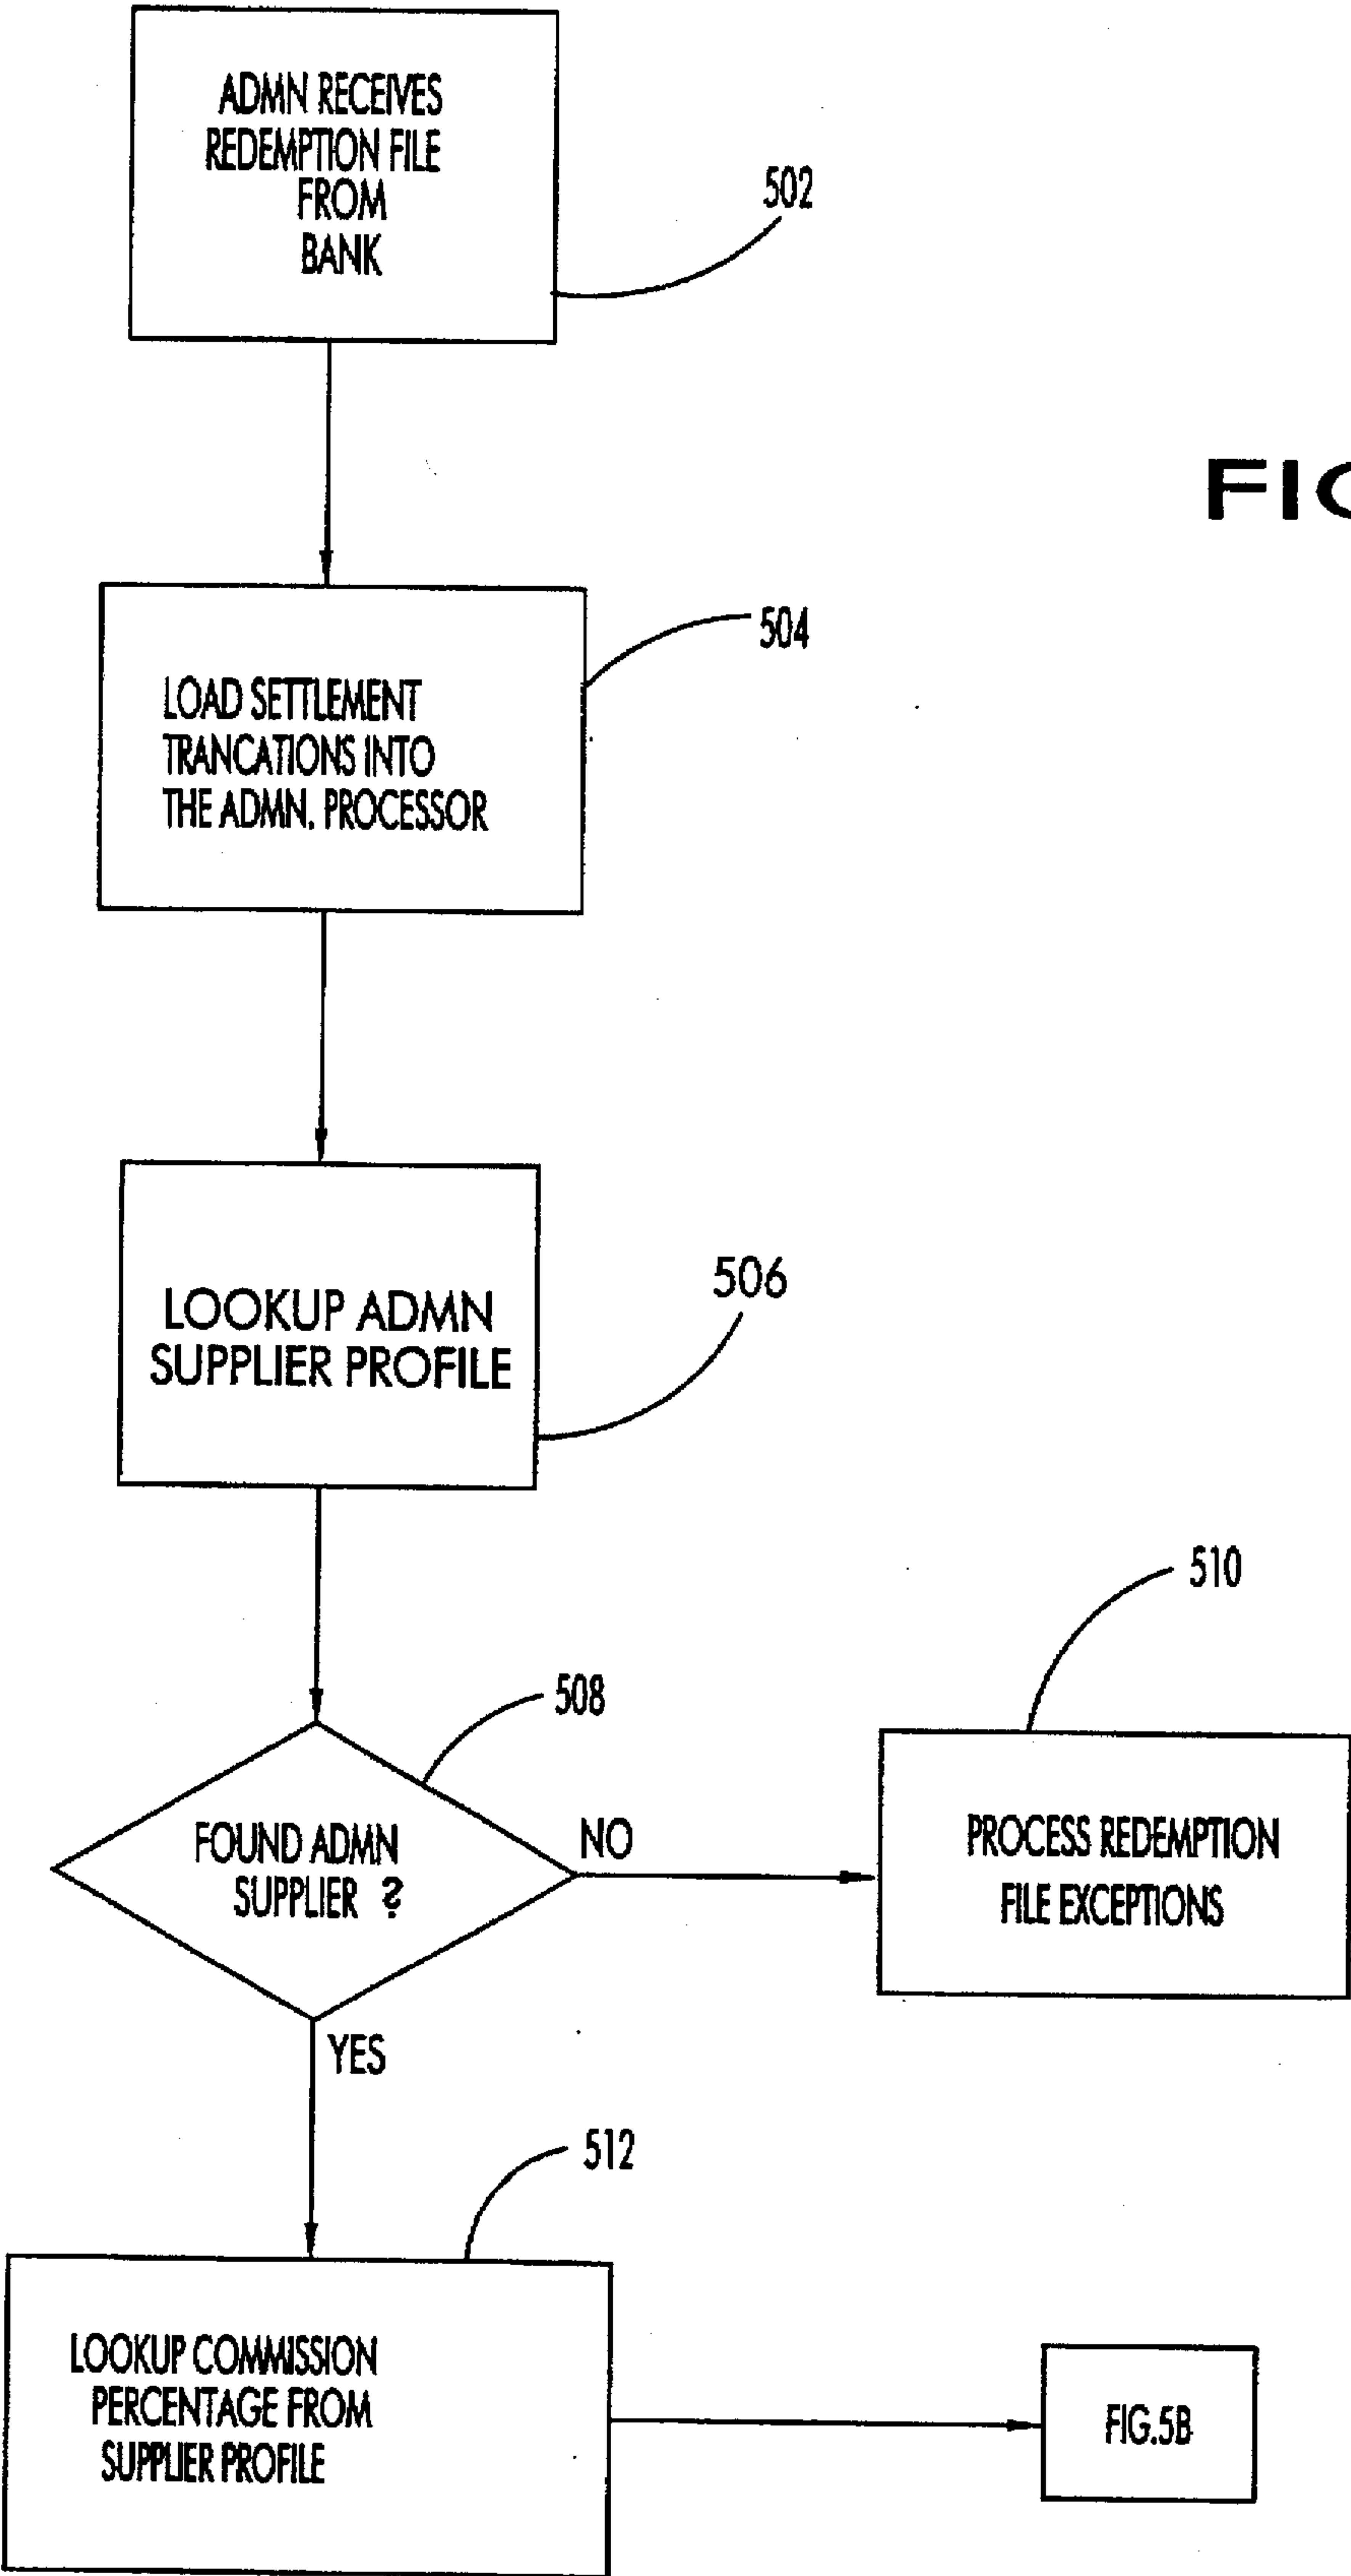 ADMN RECEIVES
REDEMPTION FILE
FROM
BANK
502
FIG
504
LOAD SETTLEMENT
TRANCATIONS INTO
THE ADMN. PROCESSOR
506
LOOKUP ADMN
SUPPLIER PROFILE
510
508
FOUND ADMN
SUPPLIER ?
NO
PROCESS REDEMPTION
FILE EXCEPTIONS
YES
512
LOOKUP COMMISSION
PERCENTAGE FROM
SUPPLIER PROFILE
FIG.5B